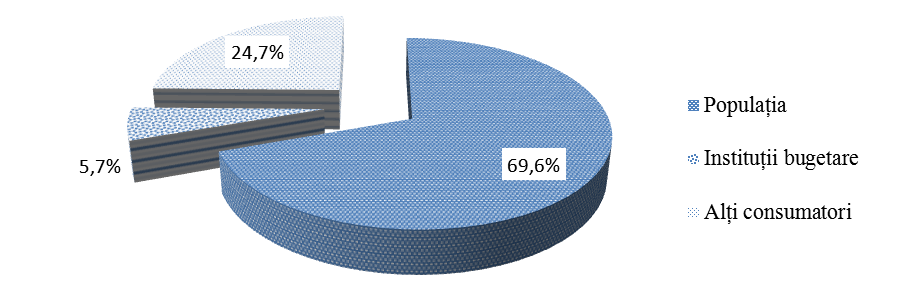 24,7%
5,7%
69,6%
Populația
Instituții bugetare
Alți consumatori